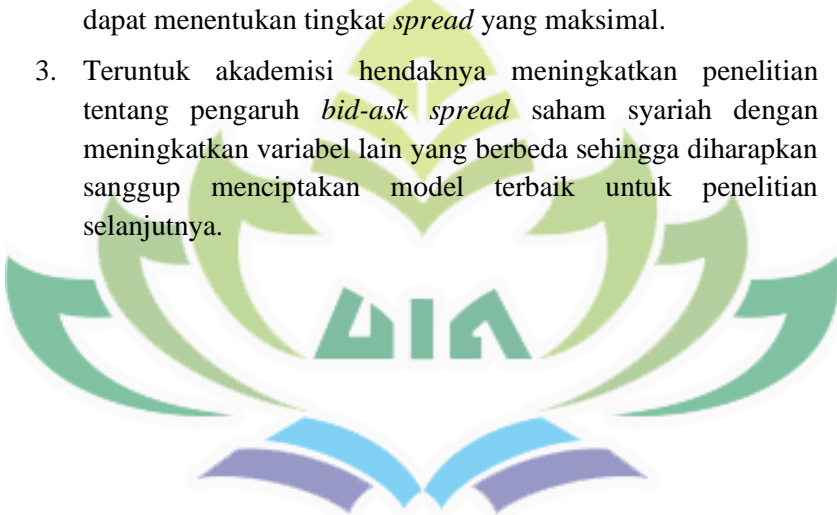 dapat menentukan tingkat spread yang maksimal.
3. Teruntuk akademisi hendaknya meningkatkan penelitian
tentang pengaruh bid-ask spread saham syariah dengan
meningkatkan variabel lain yang berbeda sehingga diharapkan
sanggup menciptakan model terbaik untuk penelitian
selanjutnya.
UIN